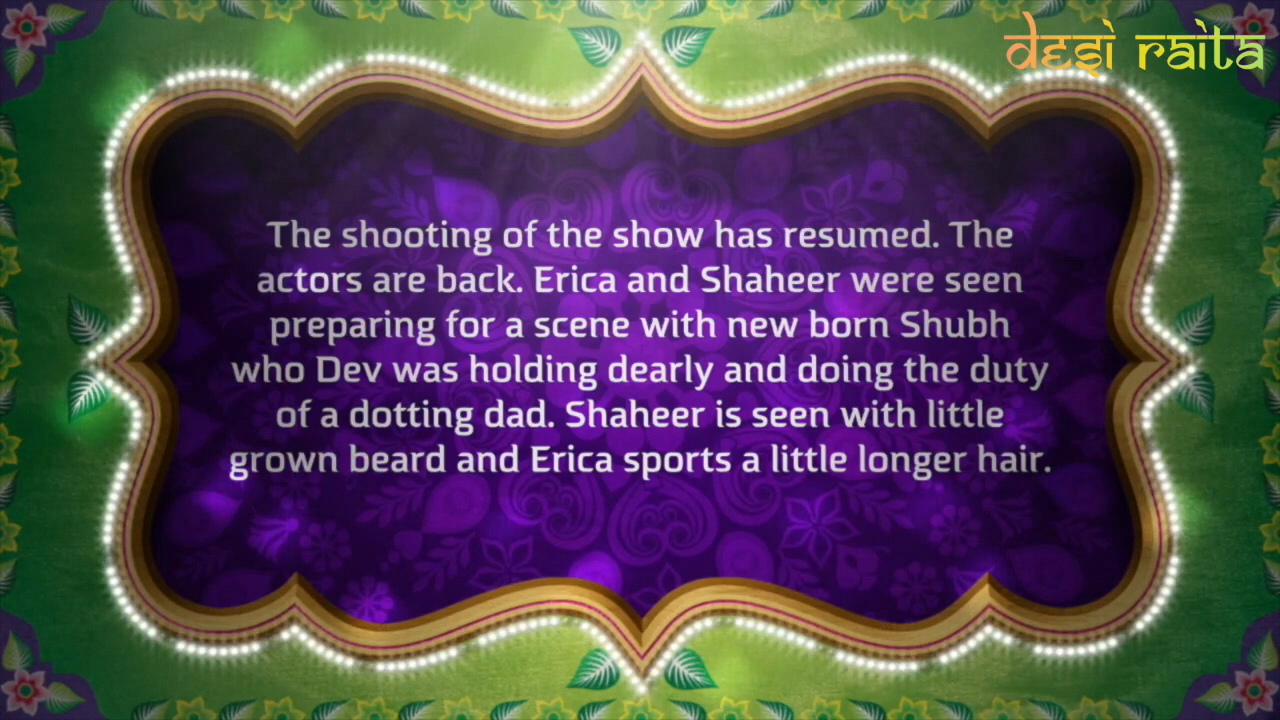 desi raita
The shooting of the show has resumed. The
actors are back. Erica and Shaheer were seen
preparing for a scene with new born Shubh
who Dev was holding dearly and doing the duty
of a dotting dad. Shaheer is seen with little
grown beard and Erica sports a little longer hair.